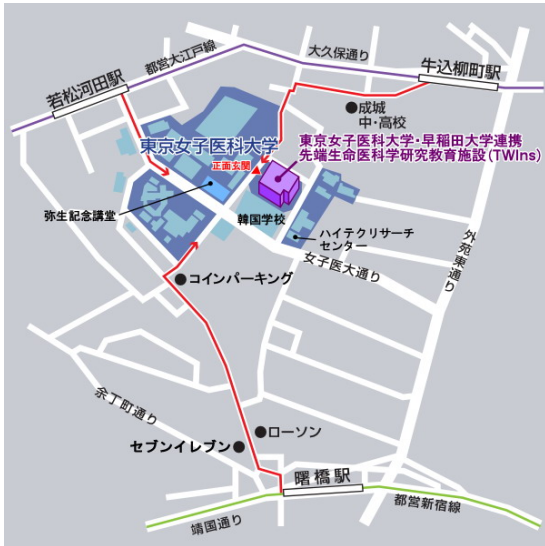 大久保通り
牛込柳町駅
都営大江戸線
若松河田駅
成城
中・高校
東京女子医科大学
正面玄関
東京女子医科大学・早稲田大学連携
先端生命医科学研究教育施設(TWIns)
弥生記念講堂
韓国学校
ハイテクリサーチ
センター
女子医大通り
外苑東通り
コインパーキング
余丁町通り
ローソン
セブンイレブン
曙橋駅
都営新宿線
靖国通り